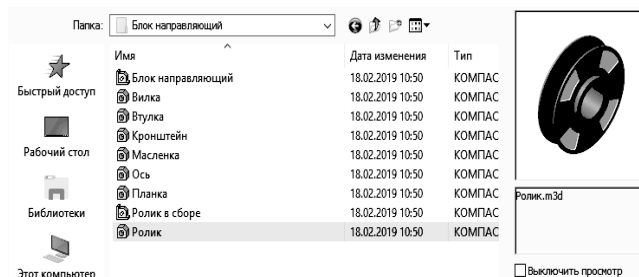 Папка: Блок направляющий
Имя Дата изменения Тип
Блок направляющий 18.02.2019 10:50 КОМПАС
Вилка 18.02.2019 10:50 КОМПАС
Втулка 18.02.2019 10:50 КОМПАС
Кронштейн 18.02.2019 10:50 КОМПАС
Масленка 18.02.2019 10:50 КОМПАС
Ось 18.02.2019 10:50 КОМПАС
Планка 18.02.2019 10:50 КОМПАС
Ролик в сборе 18.02.2019 10:50 КОМПАС
Ролик 18.02.2019 10:50 КОМПАС
Быстрый доступ
Рабочий стол
Библиотеки
Этот компьютер
Ролик.m3d
Выключить просмотр